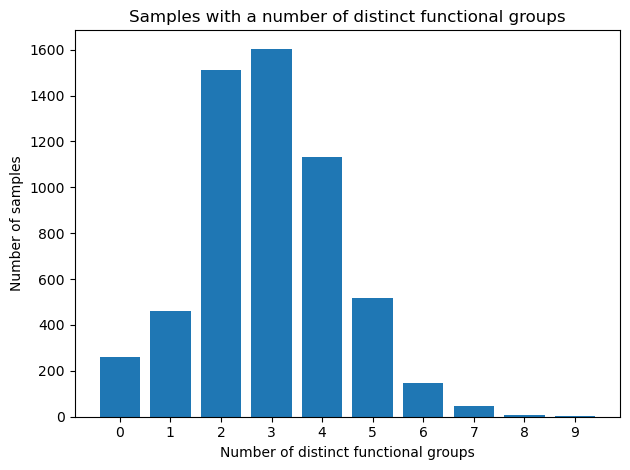 Samples with a number of distinct functional groups
Number of samples
1600
1400
1200
1000
800
600
400
200
0
0 1 2 3 4 5 6 7 8 9
Number of distinct functional groups